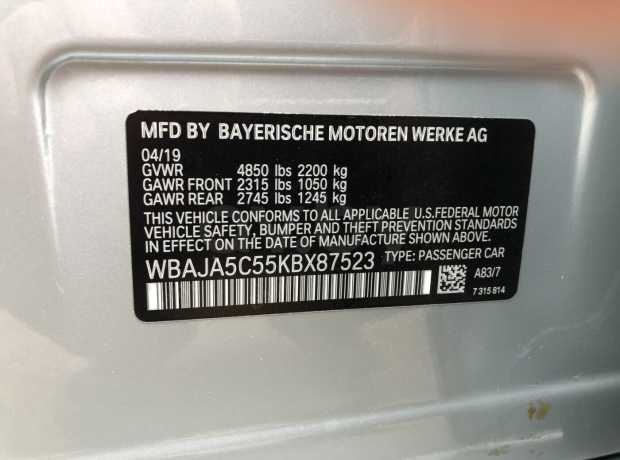 MFD BY BAYERISCHE MOTOREN WERKE AG
04/19
GVWR 4850 lbs 2200 kg
GAWR FRONT 2315 lbs 1050 kg
GAWR REAR 2745 lbs 1245 kg
THIS VEHICLE CONFORMS TO ALL APPLICABLE U.S.FEDERAL MOTOR
VEHICLE SAFETY, BUMPER AND THEFT PREVENTION STANDARDS
IN EFFECT ON THE DATE OF MANUFACTURE SHOWN ABOVE.
WBAJA5C55KBX87523 TYPE: PASSENGER CAR
A83/7
7 315 814